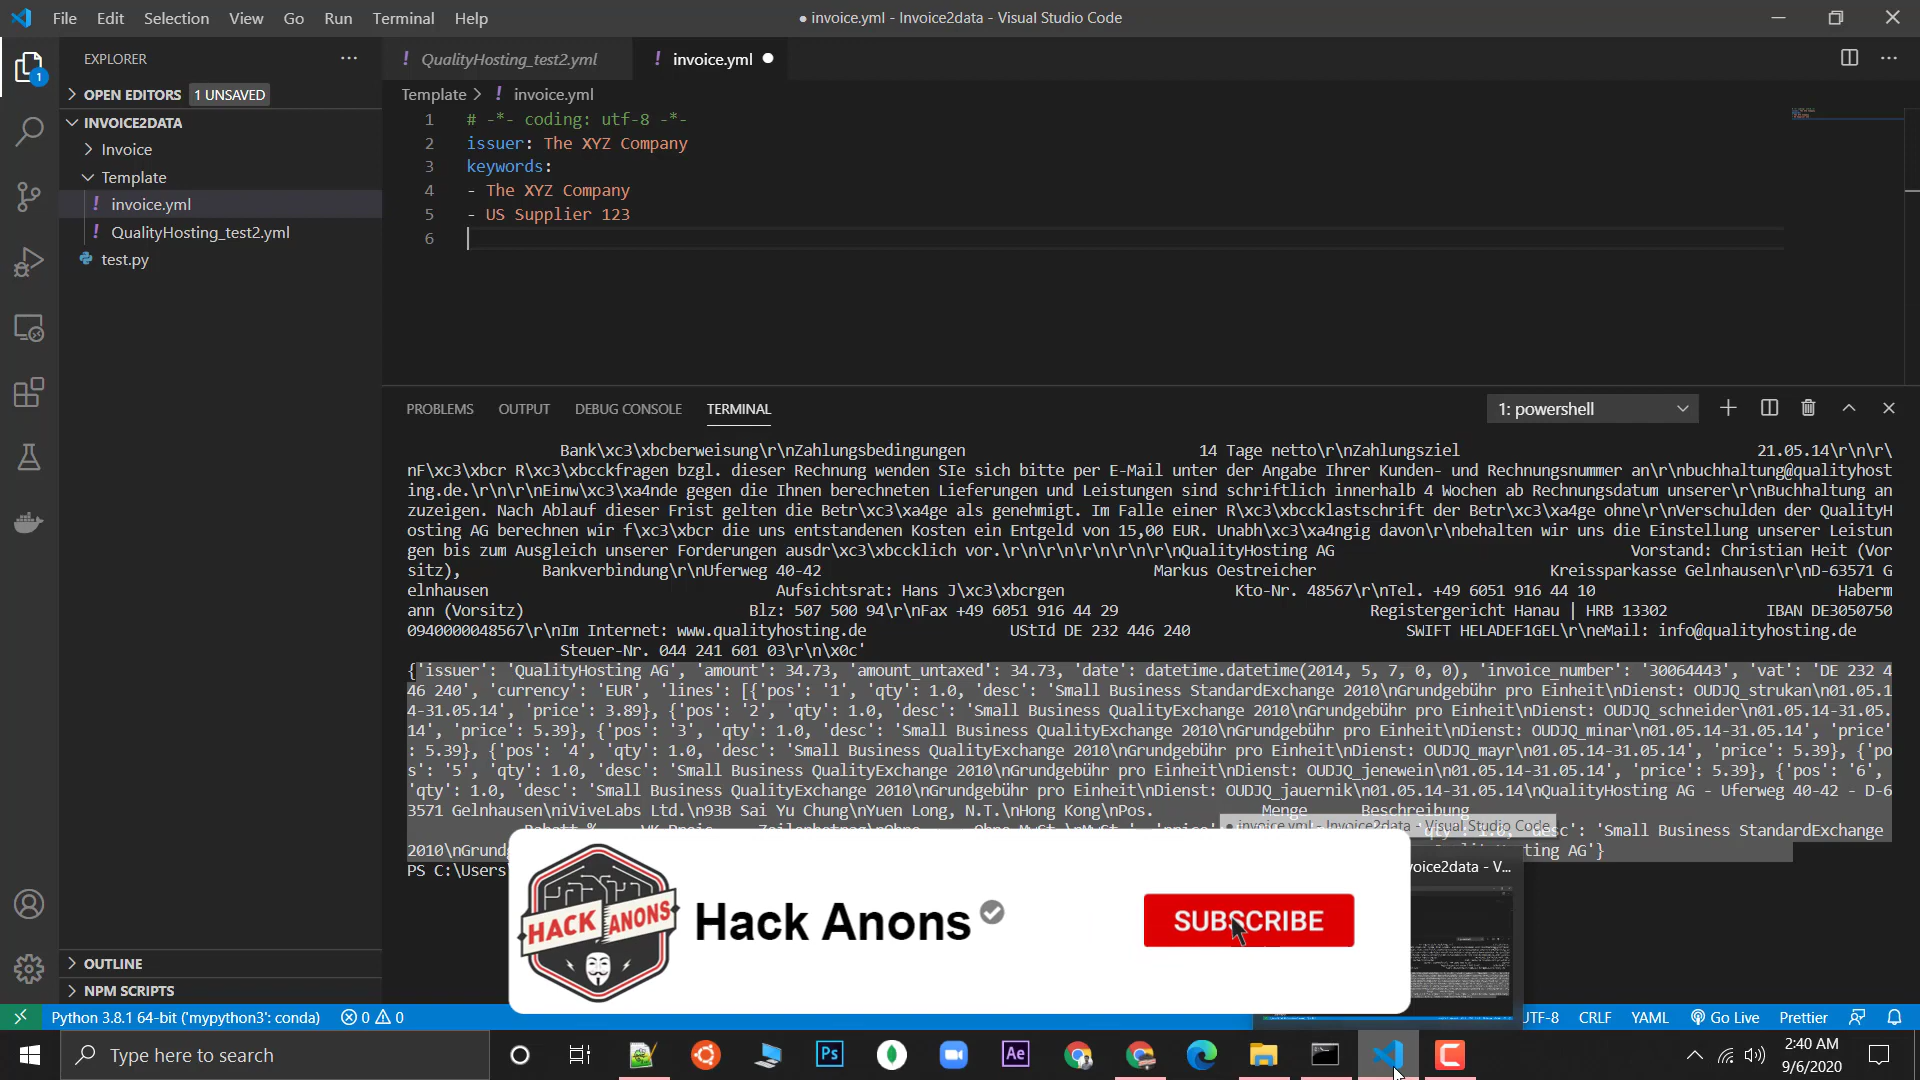 File Edit Selection View Go Run Terminal Help
● invoice.yml - Invoice2data - Visual Studio Code
EXPLORER
! QualityHosting_test2.yml
! invoice.yml ●
OPEN EDITORS 1 UNSAVED
Template > ! invoice.yml
INVOICE2DATA
Invoice
Template
! invoice.yml
! QualityHosting_test2.yml
test.py
1 # -*- coding: utf-8 -*-
2 issuer: The XYZ Company
3 keywords:
4 - The XYZ Company
5 - US Supplier 123
6
PROBLEMS OUTPUT DEBUG CONSOLE TERMINAL
1: powershell
Bank\xc3\xbcberweisung\r\nZahlungsbedingungen 14 Tage netto\r\nZahlungsziel 21.05.14\r\n\r\
nF\xc3\xbcr R\xc3\xbcckfragen bzgl. dieser Rechnung wenden SIe sich bitte per E-Mail unter der Angabe Ihrer Kunden- und Rechnungsnummer an\r\nbuchhaltung@qualityhost
ing.de.\r\n\r\nEinw\xc3\xa4nde gegen die Ihnen berechneten Lieferungen und Leistungen sind schriftlich innerhalb 4 Wochen ab Rechnungsdatum unserer\r\nBuchhaltung an
zuzeigen. Nach Ablauf dieser Frist gelten die Betr\xc3\xa4ge als genehmigt. Im Falle einer R\xc3\xbccklastschrift der Betr\xc3\xa4ge ohne\r\nVerschulden der QualityH
osting AG berechnen wir f\xc3\xbcr die uns entstandenen Kosten ein Entgeld von 15,00 EUR. Unabh\xc3\xa4ngig davon\r\nbehalten wir uns die Einstellung unserer Leistun
gen bis zum Ausgleich unserer Forderungen ausdr\xc3\xbccklich vor.\r\n\r\n\r\n\r\n\r\nQualityHosting AG Vorstand: Christian Heit (Vor
sitz), Bankverbindung\r\nUferweg 40-42 Markus Oestreicher Kreissparkasse Gelnhausen\r\nD-63571 G
elnhausen Aufsichtsrat: Hans J\xc3\xbcrgen Kto-Nr. 48567\r\nTel. +49 6051 916 44 10 Haberm
ann (Vorsitz) Blz: 507 500 94\r\nFax +49 6051 916 44 29 Registergericht Hanau | HRB 13302 IBAN DE3050750
0940000048567\r\nIm Internet: www.qualityhosting.de UStId DE 232 446 240 SWIFT HELADEF1GEL\r\neMail: info@qualityhosting.de
Steuer-Nr. 044 241 601 03\r\n\x0c'
{'issuer': 'QualityHosting AG', 'amount': 34.73, 'amount_untaxed': 34.73, 'date': datetime.datetime(2014, 5, 7, 0, 0), 'invoice_number': '30064443', 'vat': 'DE 232 4
46 240', 'currency': 'EUR', 'lines': [{'pos': '1', 'qty': 1.0, 'desc': 'Small Business StandardExchange 2010\nGrundgebühr pro Einheit\nDienst: OUDJQ_strukan\n01.05.1
4-31.05.14', 'price': 3.89}, {'pos': '2', 'qty': 1.0, 'desc': 'Small Business QualityExchange 2010\nGrundgebühr pro Einheit\nDienst: OUDJQ_schneider\n01.05.14-31.05.
14', 'price': 5.39}, {'pos': '3', 'qty': 1.0, 'desc': 'Small Business QualityExchange 2010\nGrundgebühr pro Einheit\nDienst: OUDJQ_minar\n01.05.14-31.05.14', 'price'
: 5.39}, {'pos': '4', 'qty': 1.0, 'desc': 'Small Business QualityExchange 2010\nGrundgebühr pro Einheit\nDienst: OUDJQ_mayr\n01.05.14-31.05.14', 'price': 5.39}, {'po
s': '5', 'qty': 1.0, 'desc': 'Small Business QualityExchange 2010\nGrundgebühr pro Einheit\nDienst: OUDJQ_jenewein\n01.05.14-31.05.14', 'price': 5.39}, {'pos': '6',
'qty': 1.0, 'desc': 'Small Business QualityExchange 2010\nGrundgebühr pro Einheit\nDienst: OUDJQ_jauernik\n01.05.14-31.05.14\nQualityHosting AG - Uferweg 40-42 - D-6
3571 Gelnhausen\niViveLabs Ltd.\n93B Sai Yu Chung\nYuen Long, N.T.\nHong Kong\nPos. Menge Beschreibung
● invoice.yml - Invoice2data - Visual Studio Code
desc': 'Small Business StandardExchange
2010\nGrund
ting AG'}
PS C:\Users
voice2data - V...
HACK ANONS
Hack Anons
SUBSCRIBE
OUTLINE
NPM SCRIPTS
Python 3.8.1 64-bit ('mypython3': conda) 0 0
UTF-8 CRLF YAML Go Live Prettier
Type here to search
Ps
Ae
2:40 AM
9/6/2020